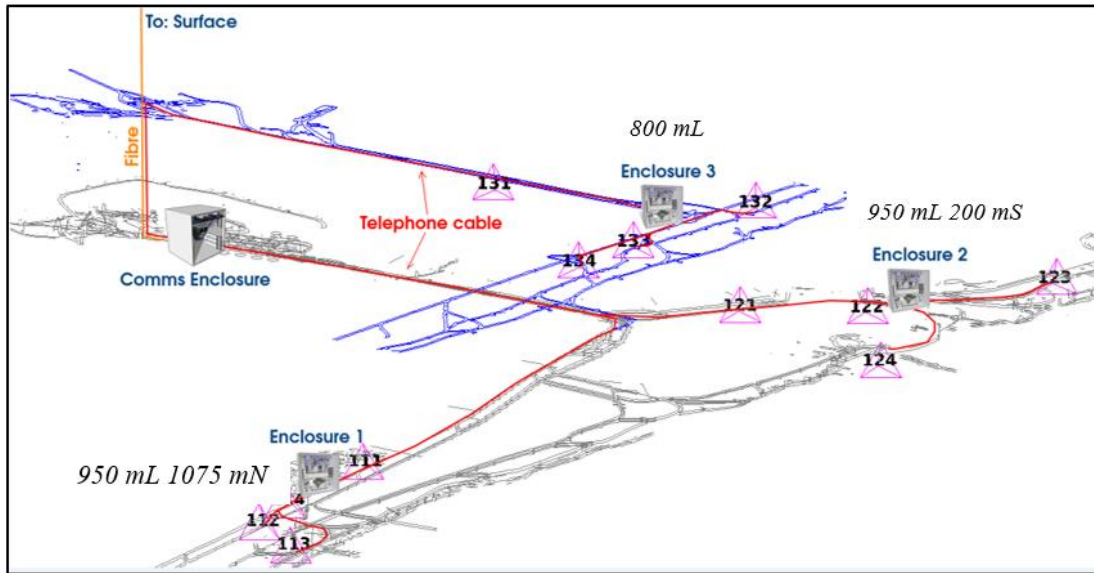 To: Surface
Fibre
Telephone cable
Comms Enclosure
131
800 mL
Enclosure 3
132
133
134
950 mL 200 mS
Enclosure 2
121
122
123
124
Enclosure 1
111
950 mL 1075 mN
4
112
113